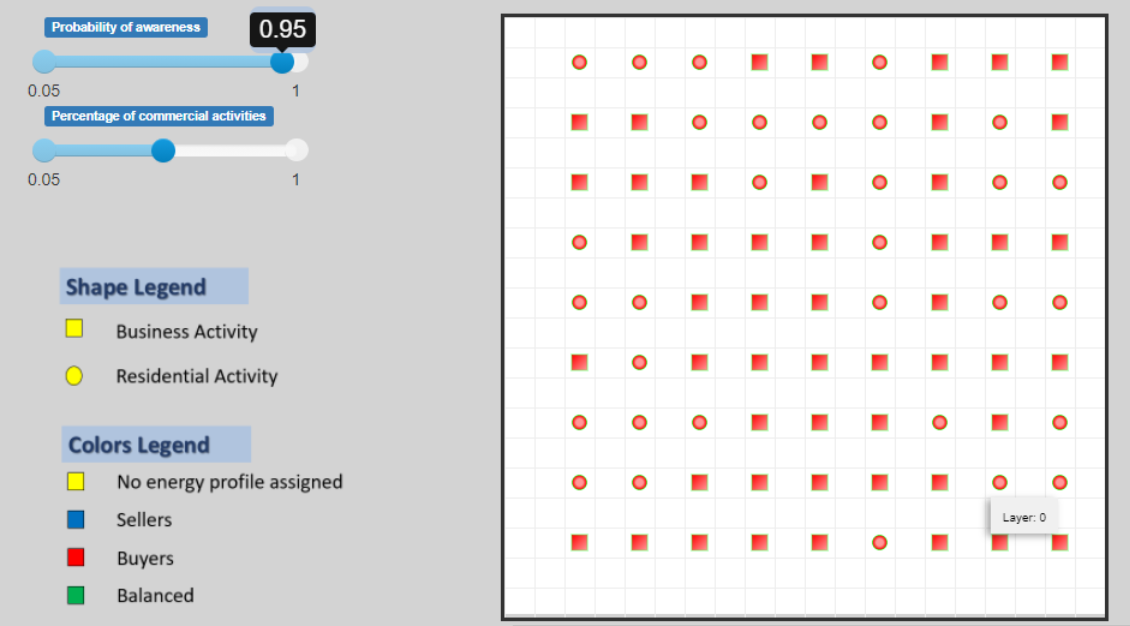 Probability of awareness
0.95
0.05
1
Percentage of commercial activities
0.05
1
Shape Legend
Business Activity
Residential Activity
Colors Legend
No energy profile assigned
Sellers
Buyers
Balanced
Layer: 0